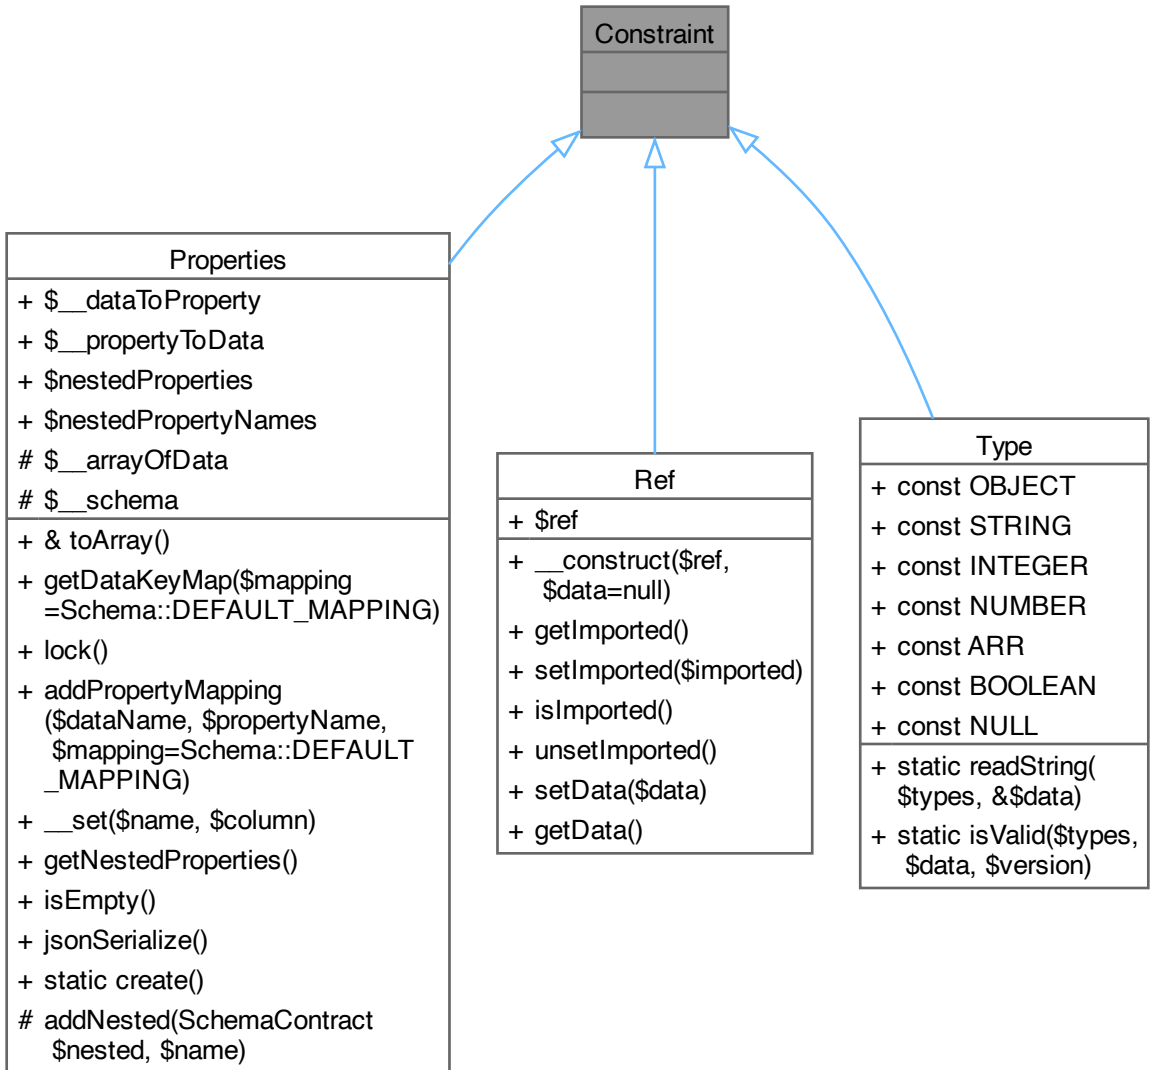 Constraint
Properties
+ $__dataToProperty
+ $__propertyToData
+ $nestedProperties
+ $nestedPropertyNames
# $__arrayOfData
# $__schema
+ & toArray()
+ getDataKeyMap($mapping
=Schema::DEFAULT_MAPPING)
+ lock()
+ addPropertyMapping
($dataName, $propertyName,
$mapping=Schema::DEFAULT
_MAPPING)
+ __set($name, $column)
+ getNestedProperties()
+ isEmpty()
+ jsonSerialize()
+ static create()
# addNested(SchemaContract
$nested, $name)
Ref
+ $ref
+ __construct($ref,
$data=null)
+ getImported()
+ setImported($imported)
+ isImported()
+ unsetImported()
+ setData($data)
+ getData()
Type
+ const OBJECT
+ const STRING
+ const INTEGER
+ const NUMBER
+ const ARR
+ const BOOLEAN
+ const NULL
+ static readString(
$types, &$data)
+ static isValid($types,
$data, $version)